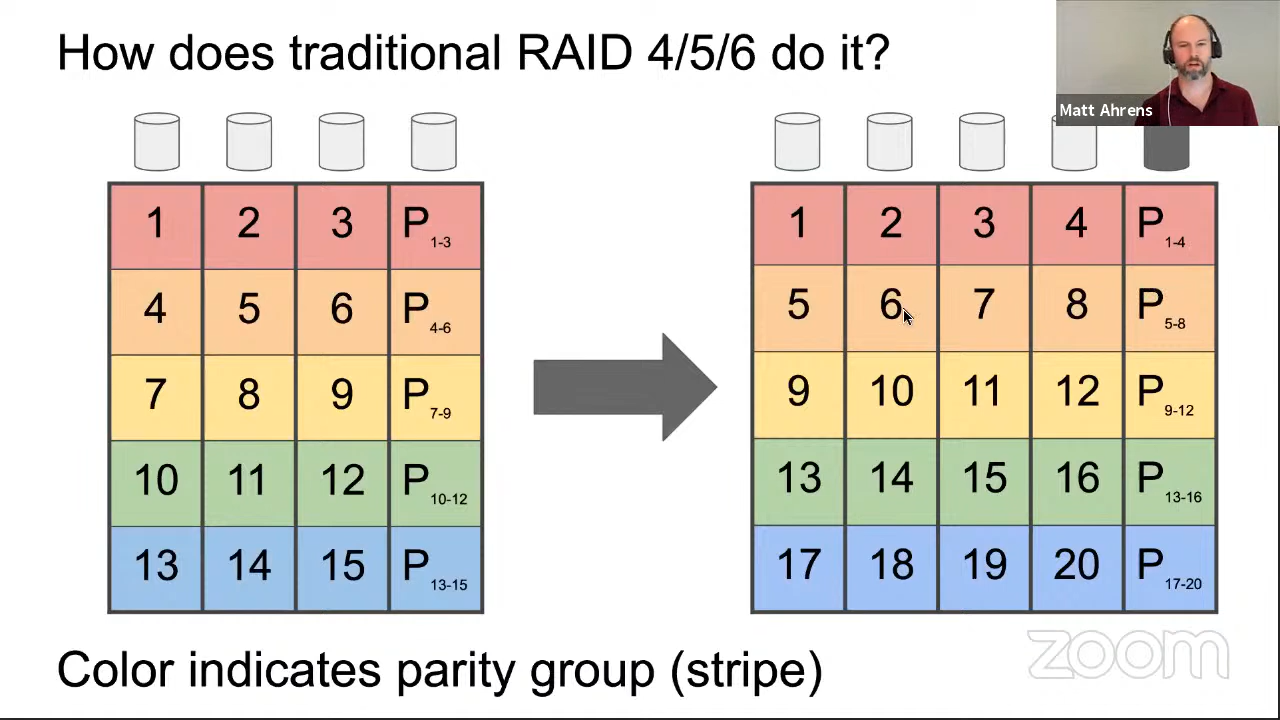 How does traditional RAID 4/5/6 do it?
Matt Ahrens
1 2 3 P 1-3
4 5 6 P 4-6
7 8 9 P 7-9
10 11 12 P 10-12
13 14 15 P 13-15
1 2 3 4 P 1-4
5 6 7 8 P 5-8
9 10 11 12 P 9-12
13 14 15 16 P 13-16
17 18 19 20 P 17-20
Color indicates parity group (stripe)
zoom